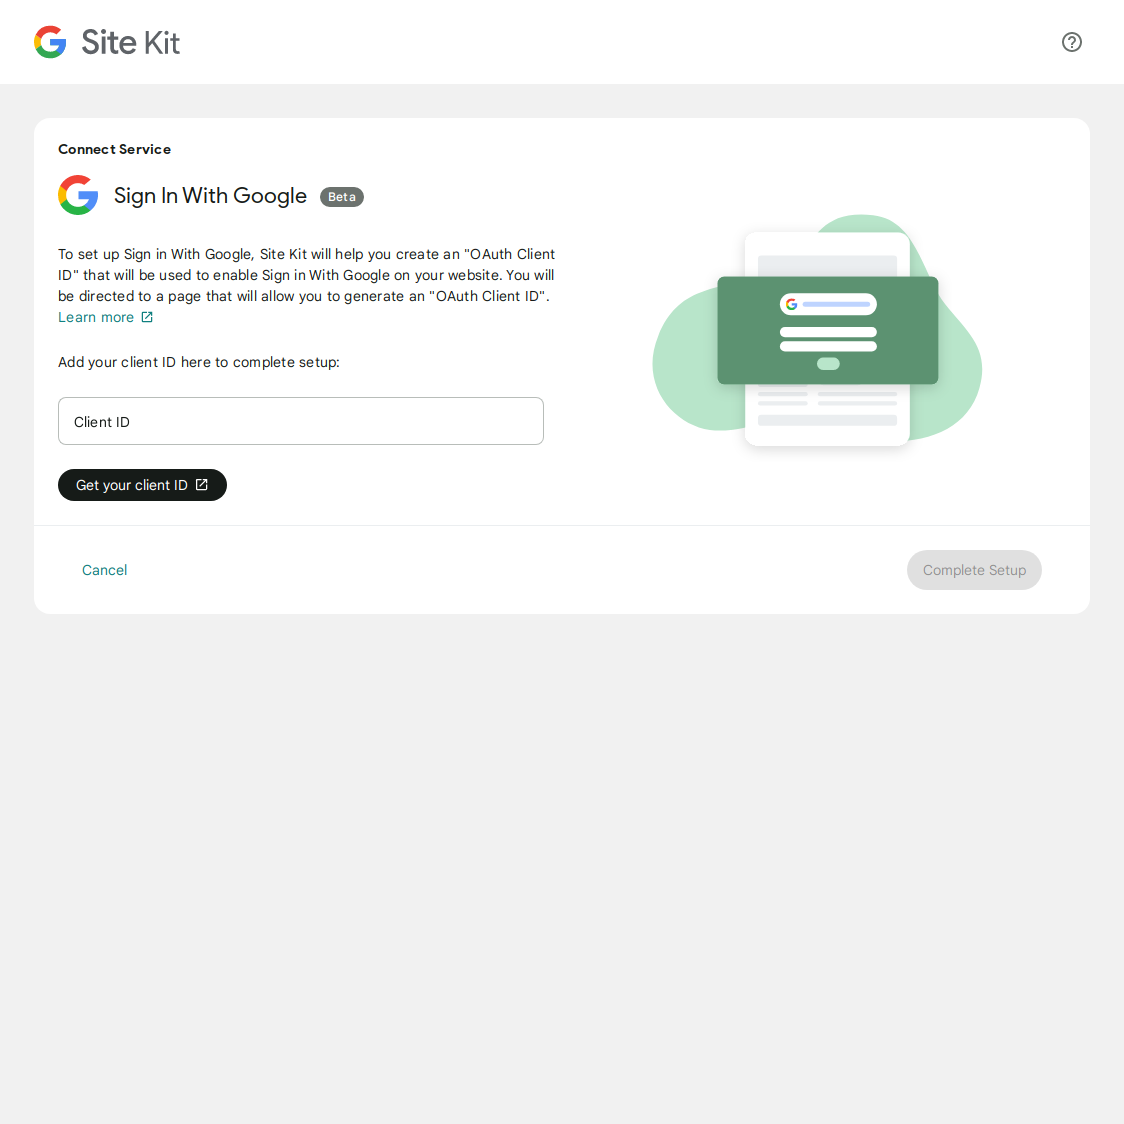 Site Kit
Connect Service
Sign In With Google Beta
To set up Sign in With Google, Site Kit will help you create an "OAuth Client
ID" that will be used to enable Sign in With Google on your website. You will
be directed to a page that will allow you to generate an "OAuth Client ID".
Learn more
Add your client ID here to complete setup:
Client ID
Get your client ID
Cancel
Complete Setup